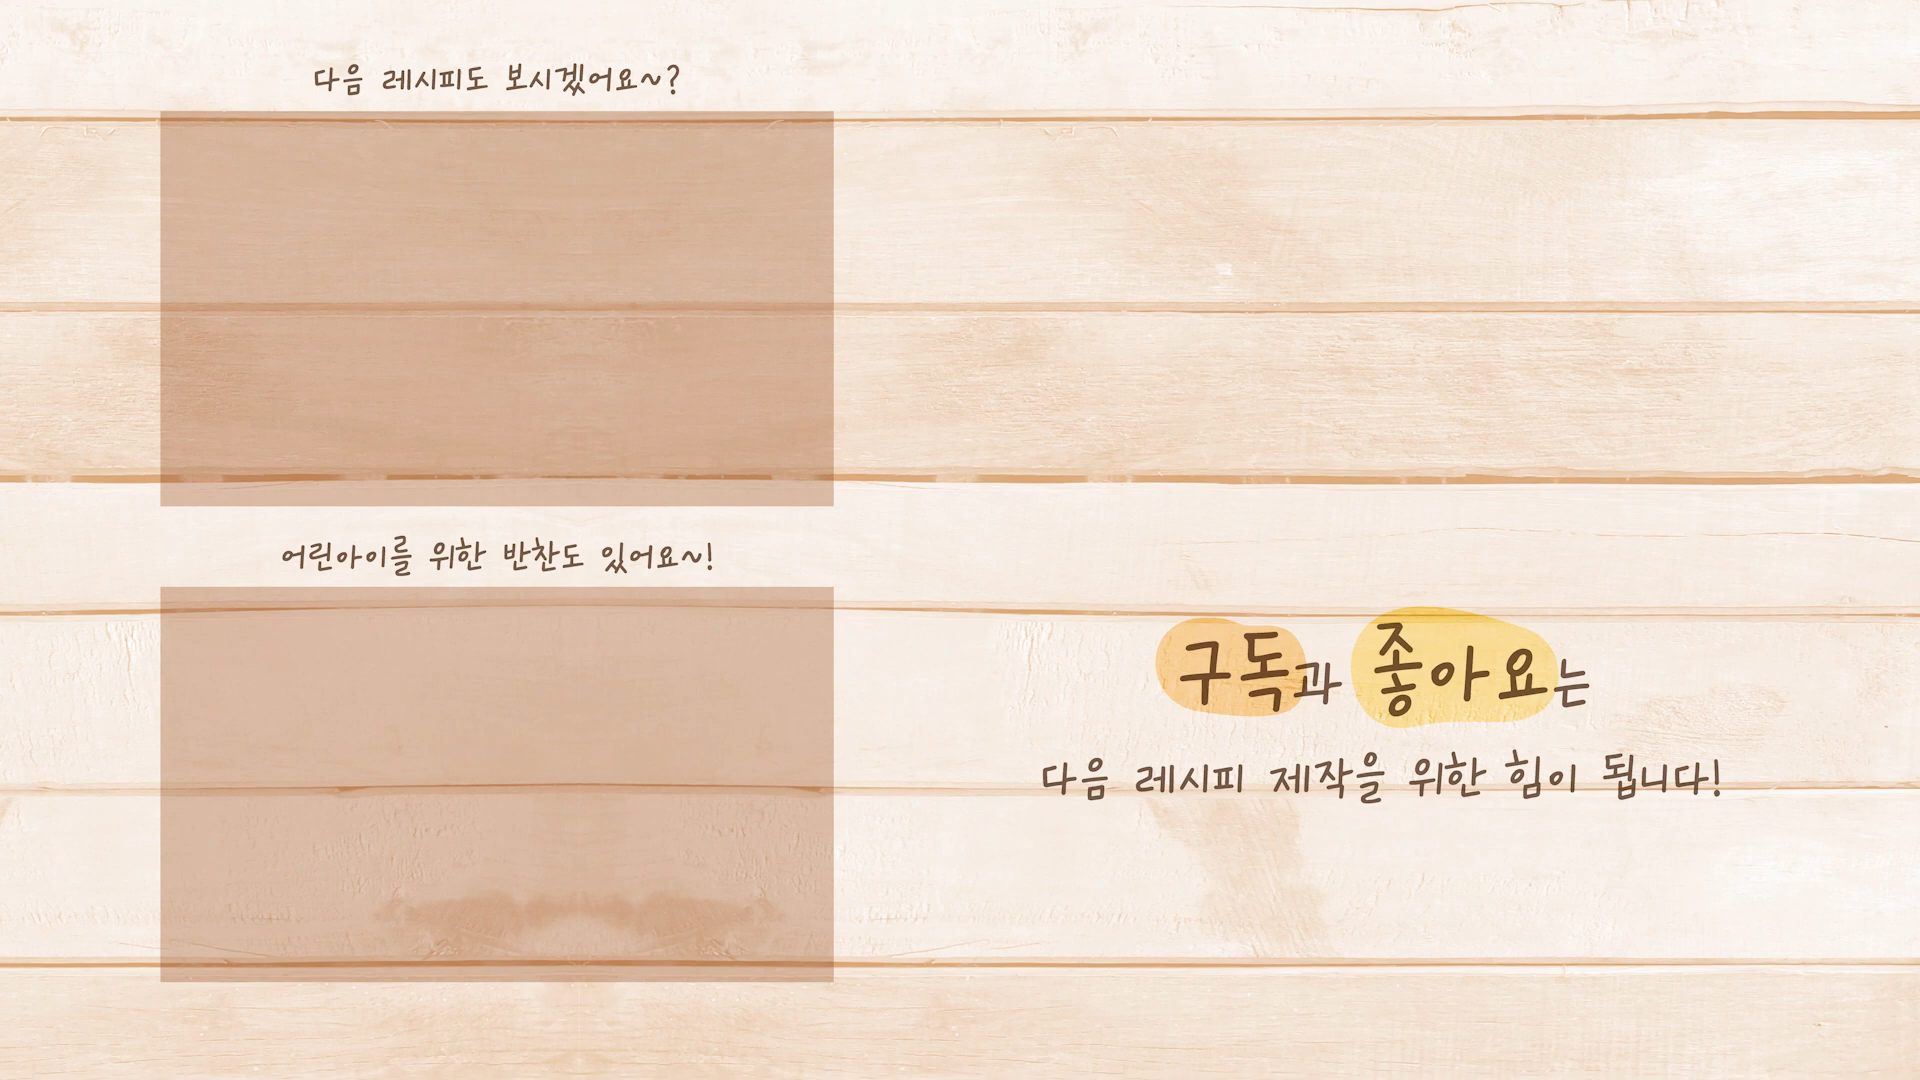 다음 레시피도 보시겠어요~?
어린아이를 위한 반찬도 있어요~!
구독과 좋아요는
다음 레시피 제작을 위한 힘이 됩니다!